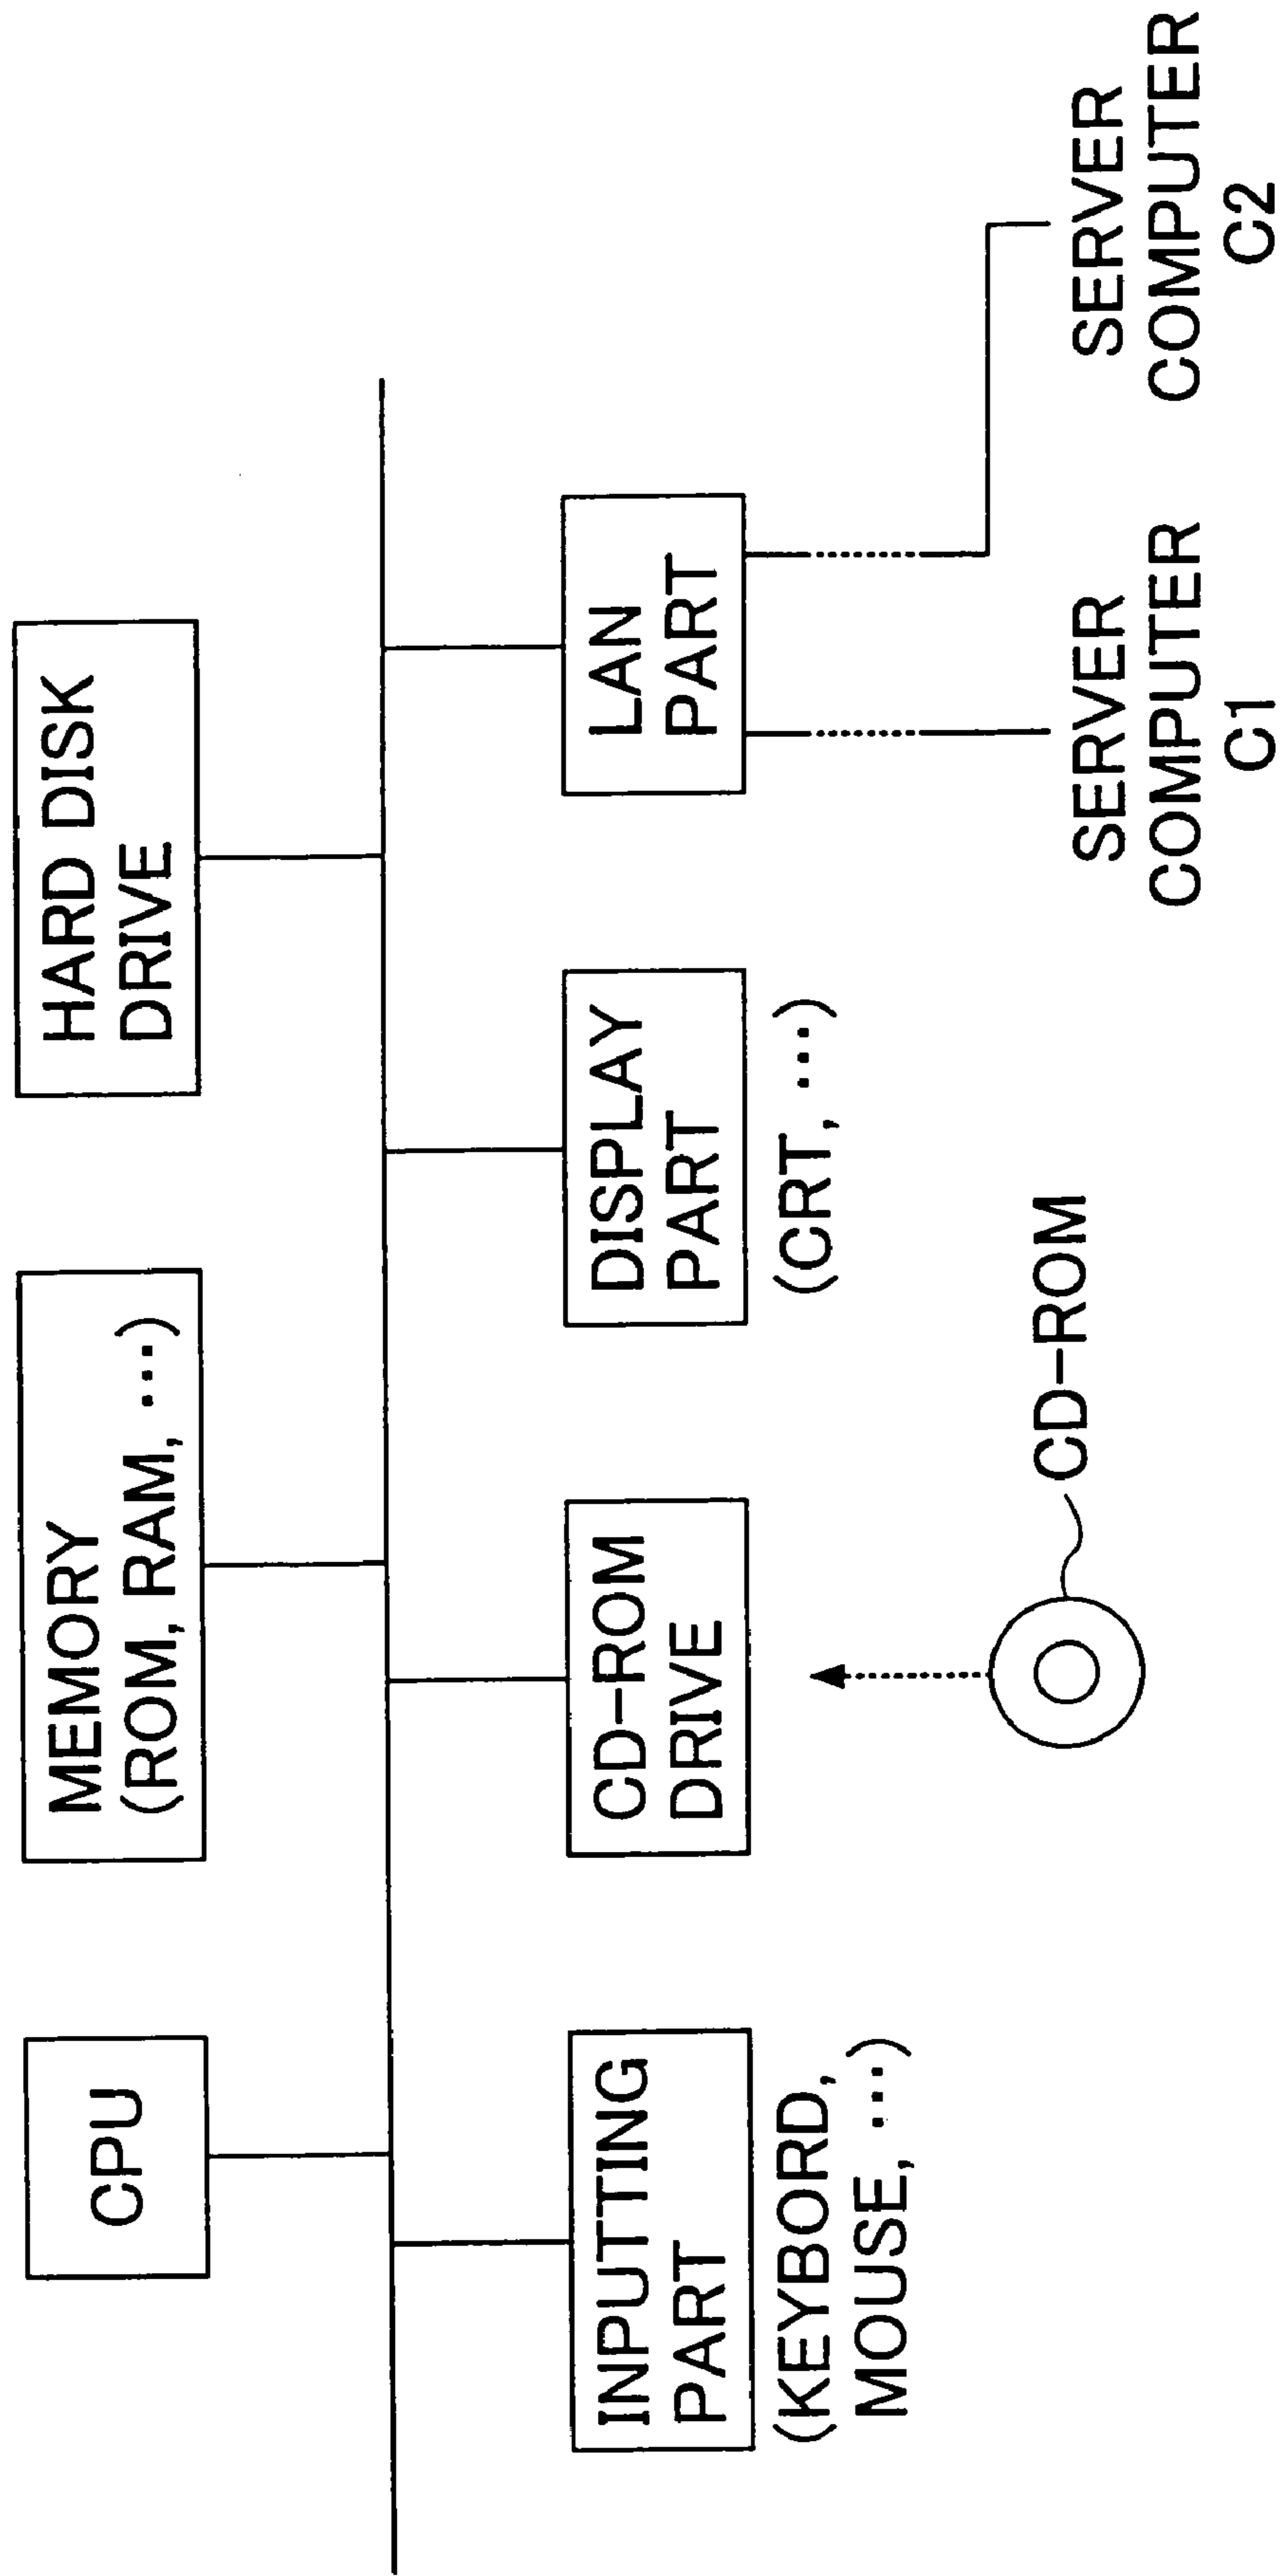 CPU
MEMORY
(ROM, RAM, ···)
HARD DISK
DRIVE
INPUTTING
PART
(KEYBORD,
MOUSE, ···)
CD-ROM
DRIVE
CD-ROM
DISPLAY
PART
(CRT, ···)
LAN
PART
SERVER
COMPUTER
C1
SERVER
COMPUTER
C2